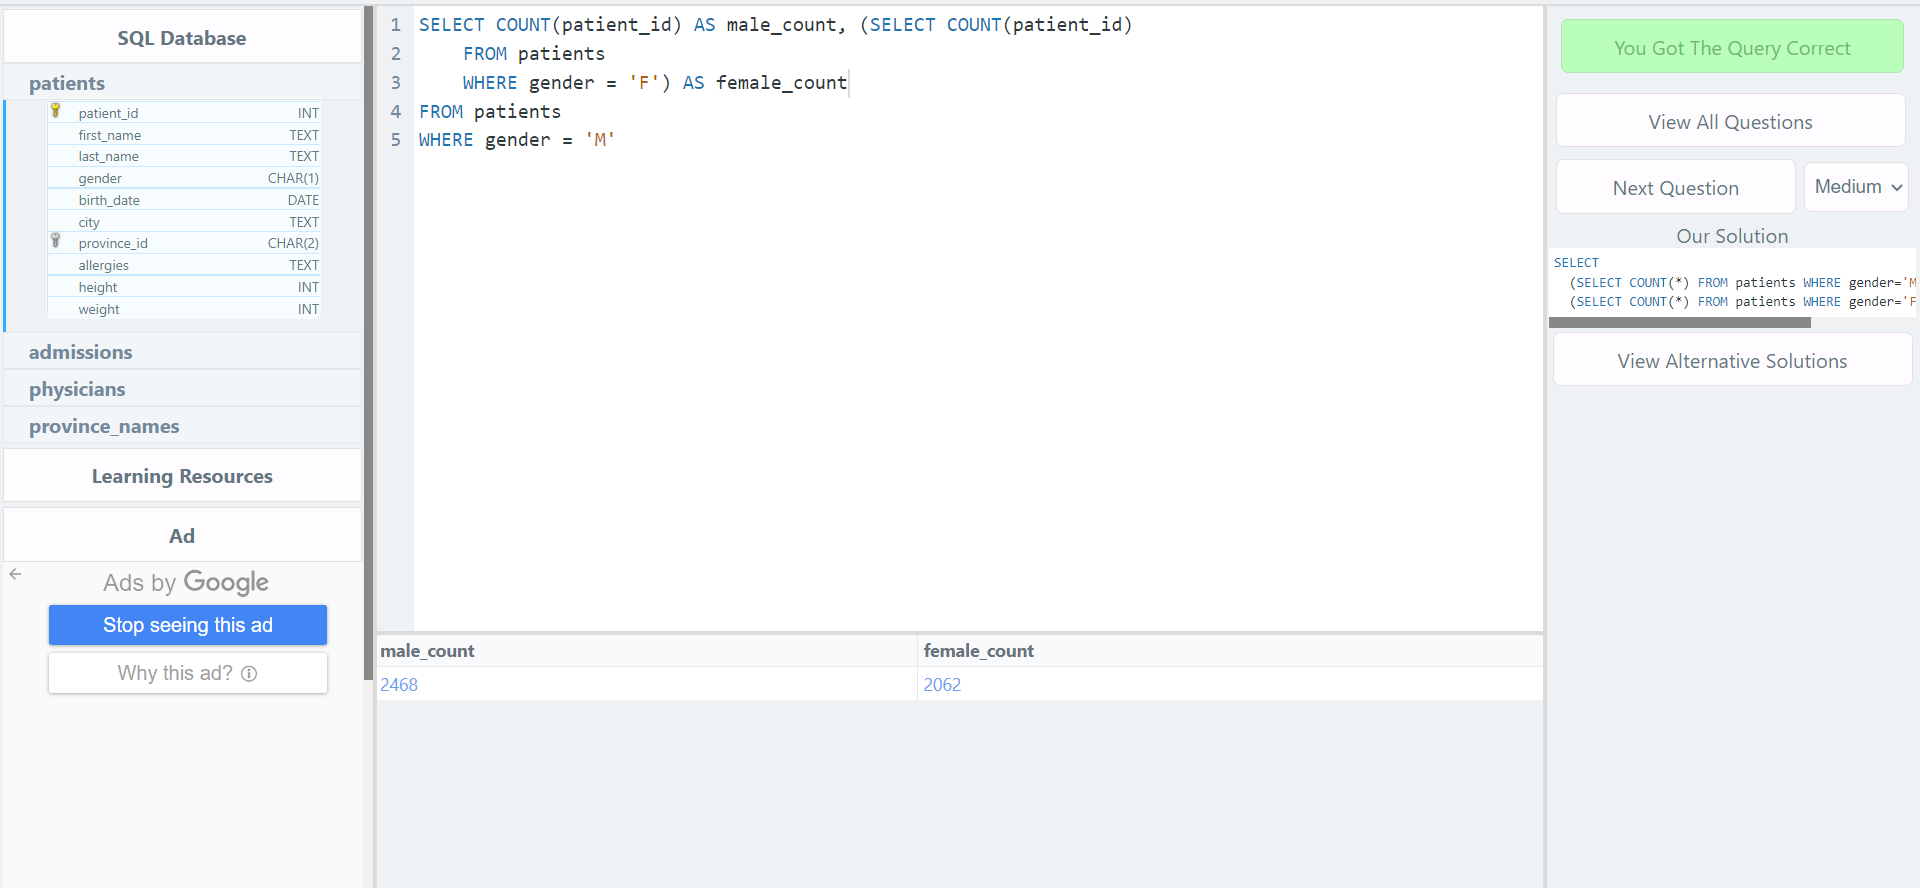 SQL Database
patients
patient_id INT
first_name TEXT
last_name TEXT
gender CHAR(1)
birth_date DATE
city TEXT
province_id CHAR(2)
allergies TEXT
height INT
weight INT
admissions
physicians
province_names
Learning Resources
Ad
Ads by Google
Stop seeing this ad
Why this ad?
1 SELECT COUNT(patient_id) AS male_count, (SELECT COUNT(patient_id)
2 FROM patients
3 WHERE gender = 'F') AS female_count
4 FROM patients
5 WHERE gender = 'M'
male_count female_count
2468 2062
You Got The Query Correct
View All Questions
Next Question Medium
Our Solution
SELECT
(SELECT COUNT(*) FROM patients WHERE gender='M
(SELECT COUNT(*) FROM patients WHERE gender='F
View Alternative Solutions